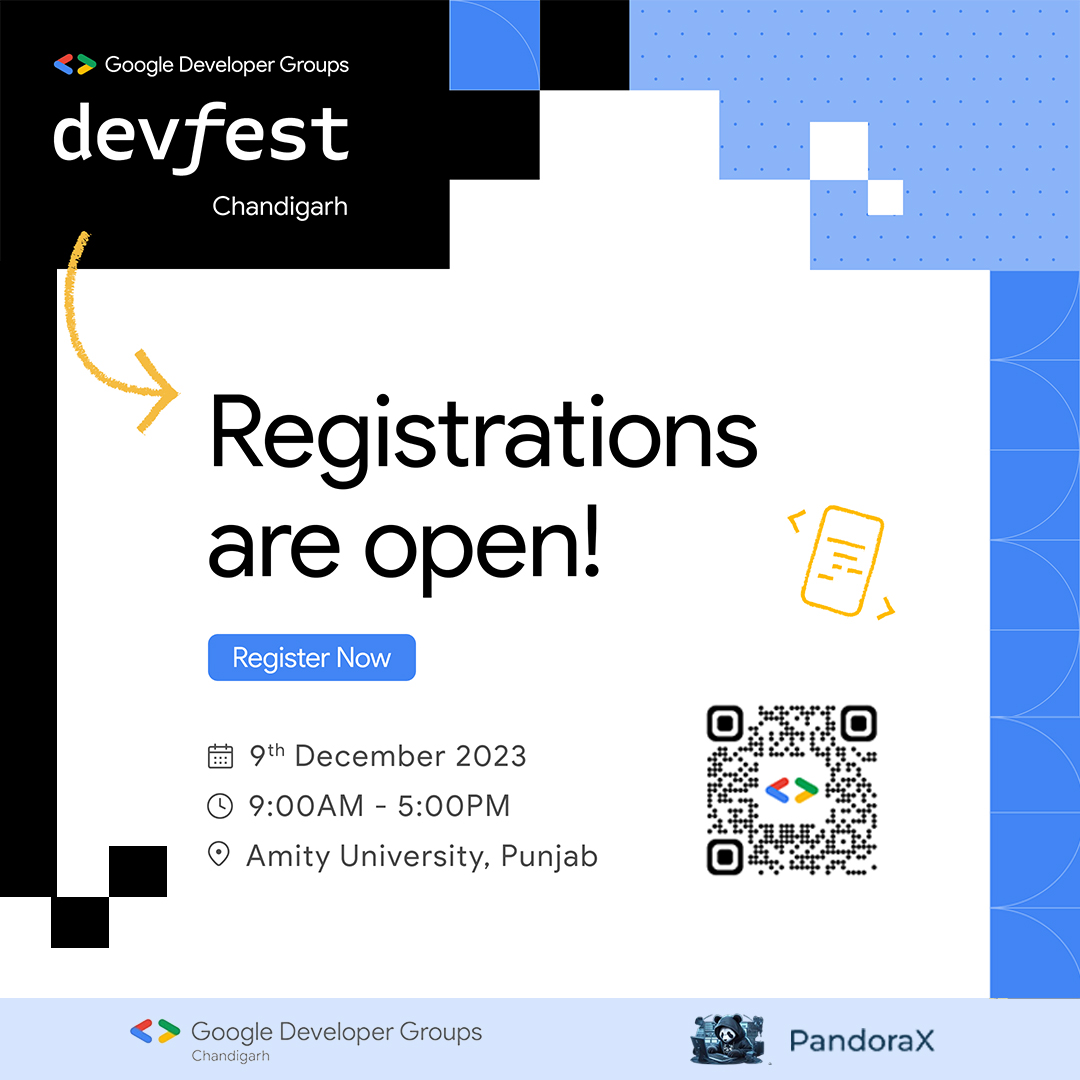 Google Developer Groups
devfest
Chandigarh
Registrations
are open!
Register Now
9th December 2023
9:00AM - 5:00PM
Amity University, Punjab
Google Developer Groups
Chandigarh
PandoraX